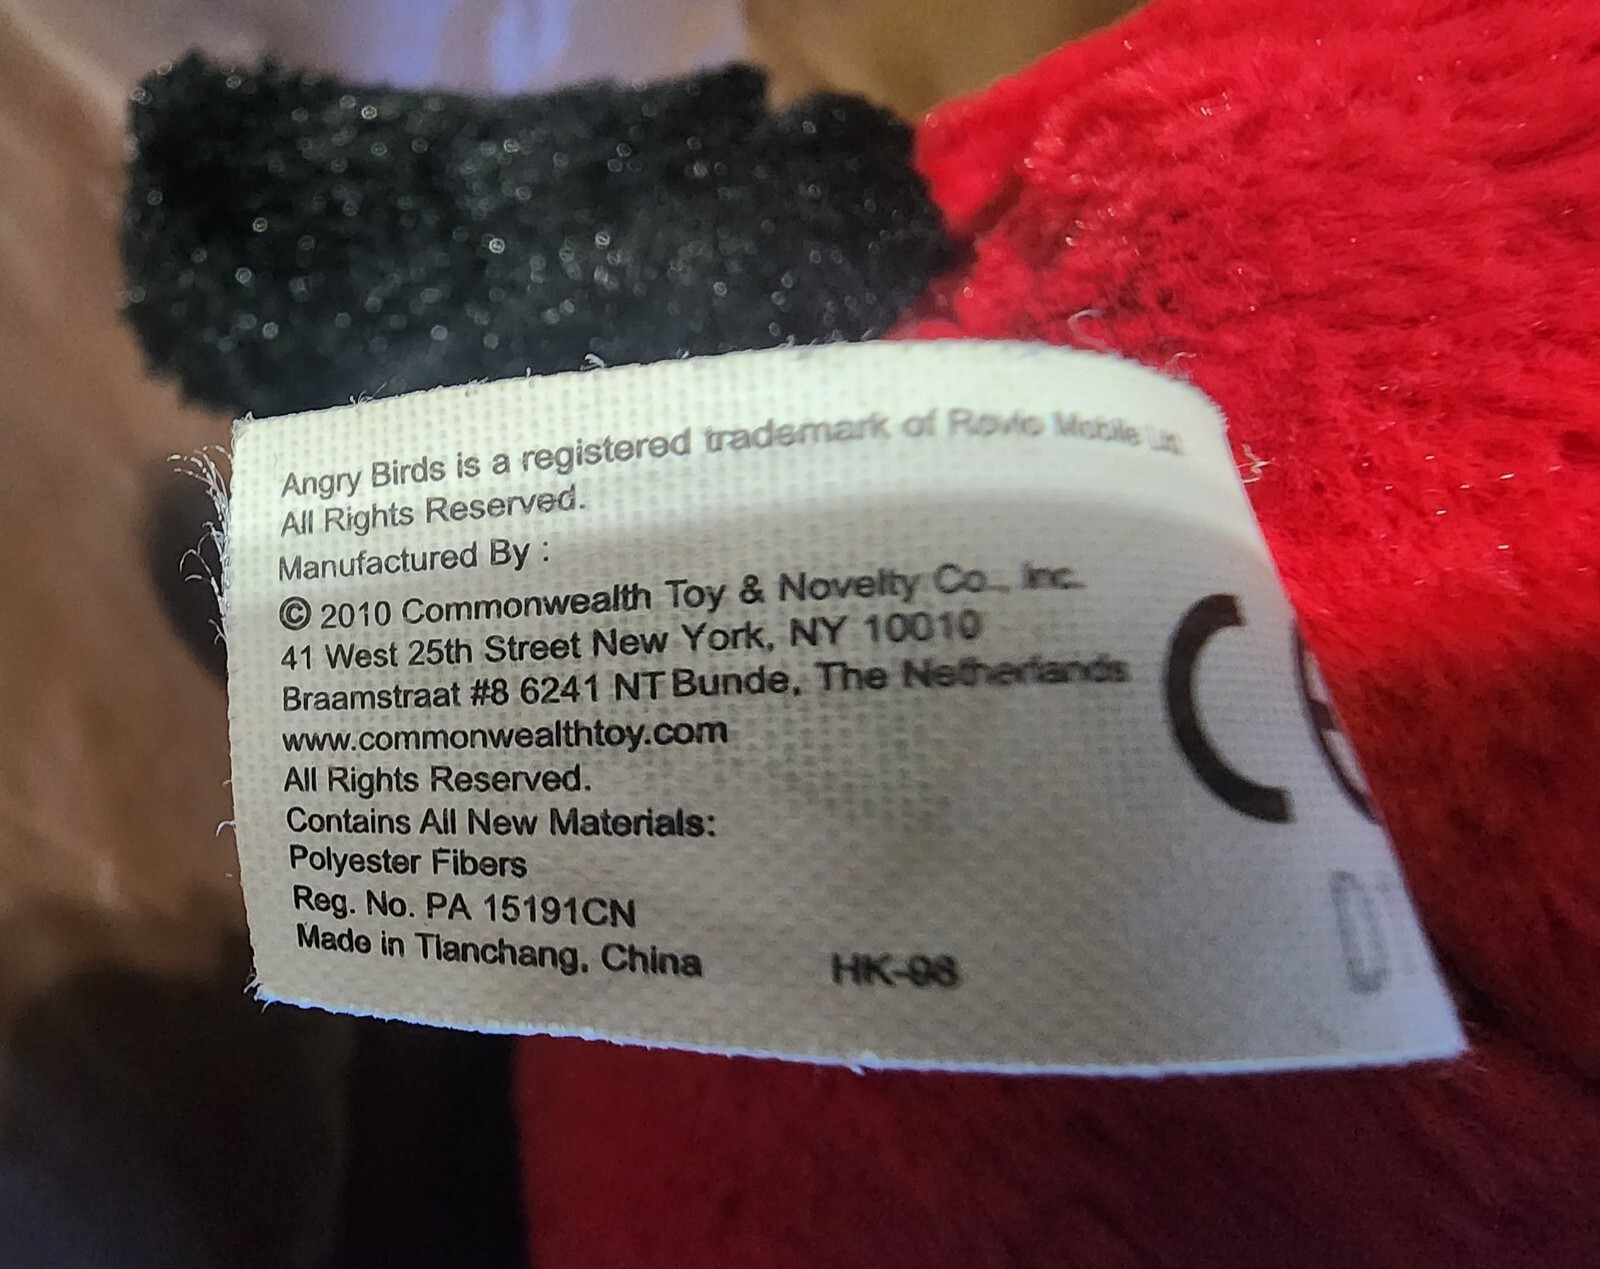 Angry Birds is a registered trademark of Rovio Mobile Ltd.
All Rights Reserved.
Manufactured By :
© 2010 Commonwealth Toy & Novelty Co., Inc.
41 West 25th Street New York, NY 10010
Braamstraat #8 6241 NT Bunde, The Netherlands
www.commonwealthtoy.com
All Rights Reserved.
Contains All New Materials:
Polyester Fibers
Reg. No. PA 15191CN
Made in Tianchang, China HK-98
CE